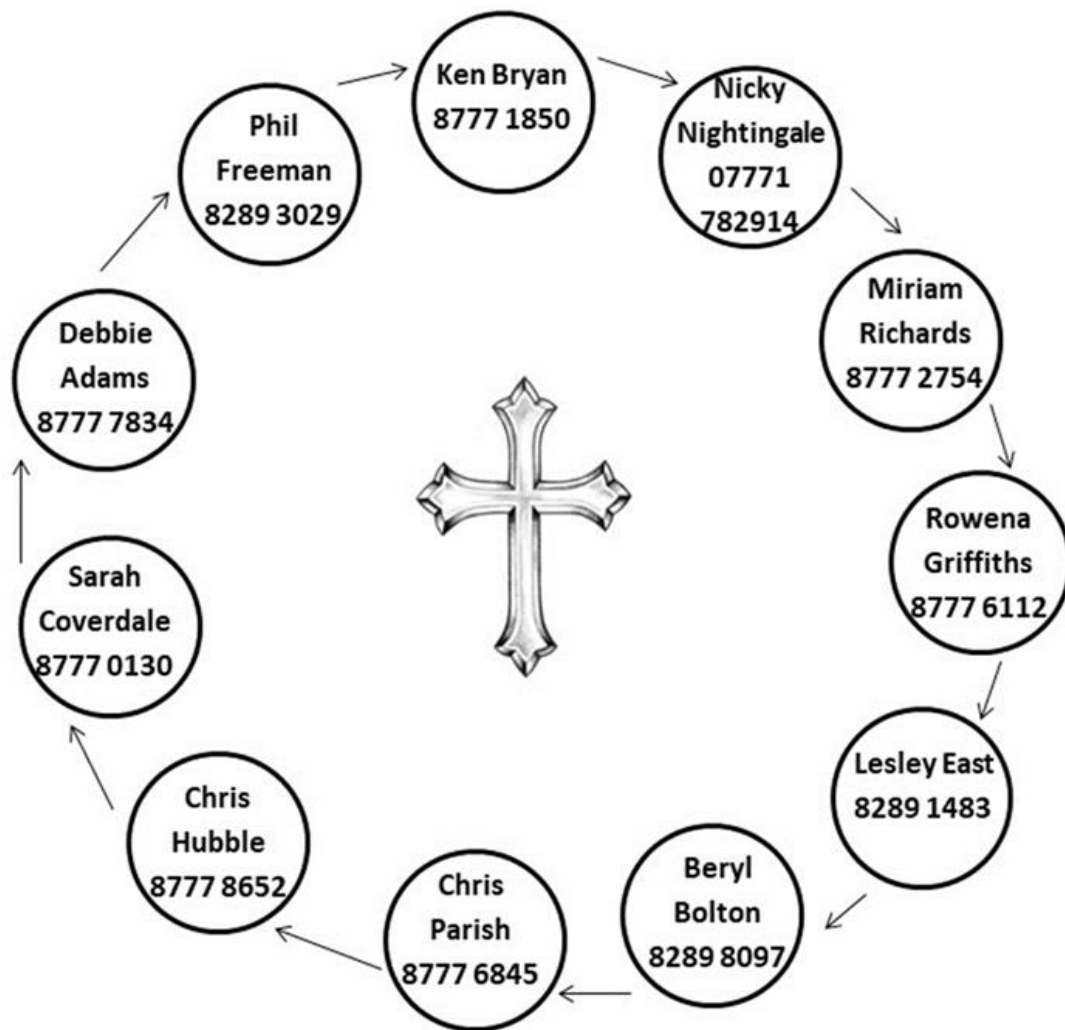 Ken Bryan
8777 1850
Nicky
Nightingale
07771
782914
Miriam
Richards
8777 2754
Rowena
Griffiths
8777 6112
Lesley East
8289 1483
Beryl
Bolton
8289 8097
Chris
Parish
8777 6845
Chris
Hubble
8777 8652
Sarah
Coverdale
8777 0130
Debbie
Adams
8777 7834
Phil
Freeman
8289 3029